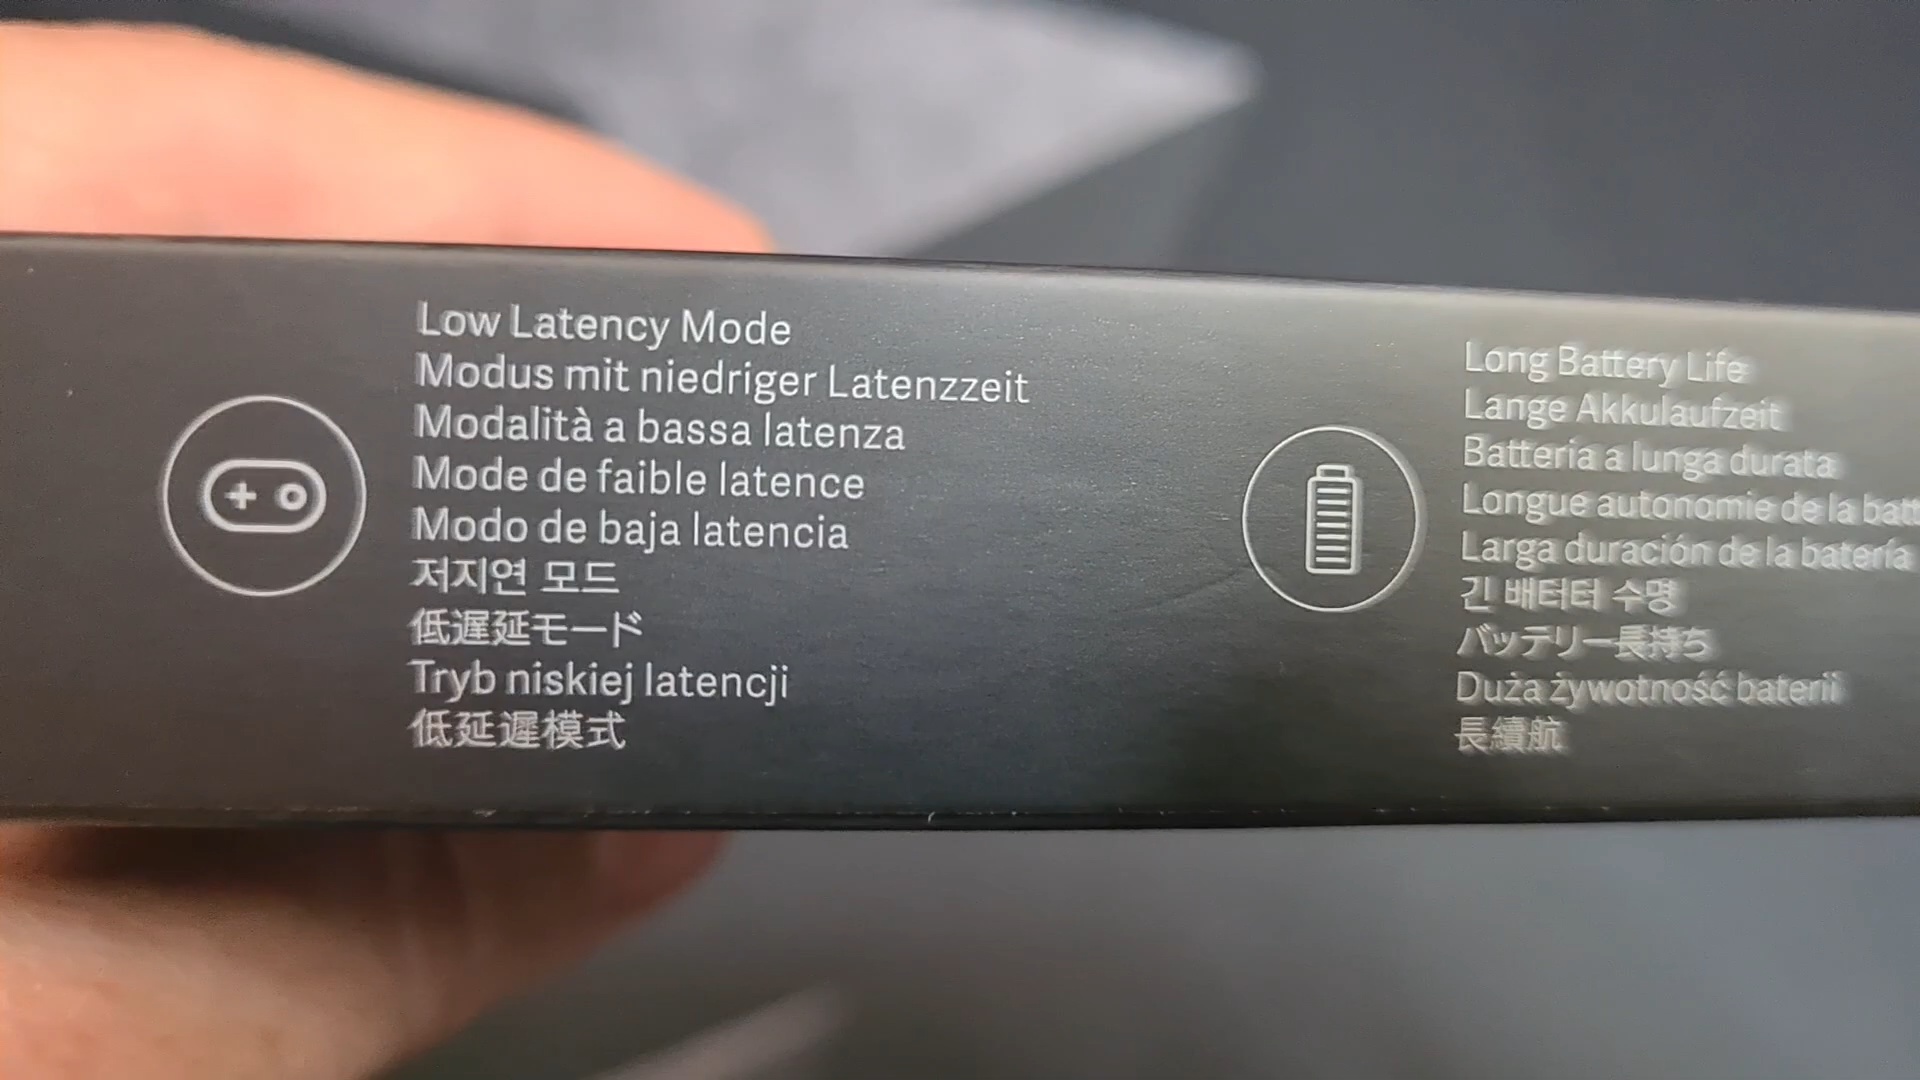 Low Latency Mode
Modus mit niedriger Latenzzeit
Modalità a bassa latenza
Mode de faible latence
Modo de baja latencia
저지연 모드
低遅延モード
Tryb niskiej latencji
低延遲模式
Long Battery Life
Lange Akkulaufzeit
Batteria a lunga durata
Longue autonomie de la batt
Larga duración de la batería
긴 배터터 수명
バッテリー長持ち
Duża żywotność baterii
長續航